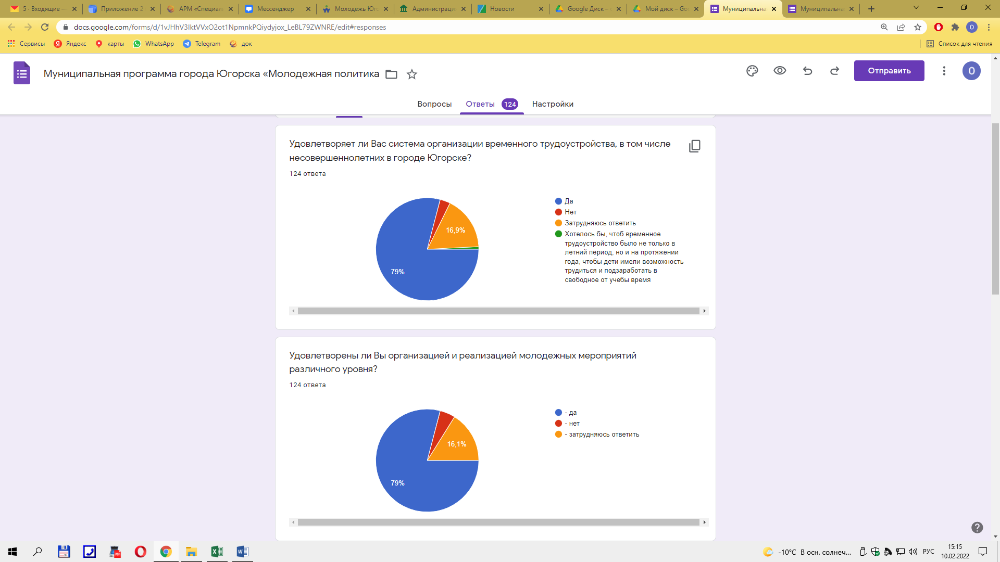 5 · Входящие —
Приложение 2
АРМ «Специал
Мессенджер
Молодежь Юго
Администраци
Новости
Google Диск –
Мой диск – Goo
Муниципальна
Муниципальна
docs.google.com/forms/d/1vJHhV3IktVVxO2ot1NpmnkPQiydyjox_LeBL79ZWNRE/edit#responses
O
Сервисы
Яндекс
карты
WhatsApp
Telegram
док
Список для чтения
Муниципальная программа города Югорска «Молодежная политика
Отправить
O
Вопросы
Ответы 124
Настройки
Удовлетворяет ли Вас система организации временного трудоустройства, в том числе
несовершеннолетних в городе Югорске?
124 ответа
Да
Нет
Затрудняюсь ответить
Хотелось бы, чтоб временное
трудоустройство было не только в
летний период, но и на протяжении
года, чтобы дети имели возможность
трудиться и подзаработать в
свободное от учебы время
16,9%
79%
Удовлетворены ли Вы организацией и реализацией молодежных мероприятий
различного уровня?
124 ответа
- да
- нет
- затрудняюсь ответить
16,1%
79%
-10°C В осн. солнеч...
РУС
15:15
10.02.2022